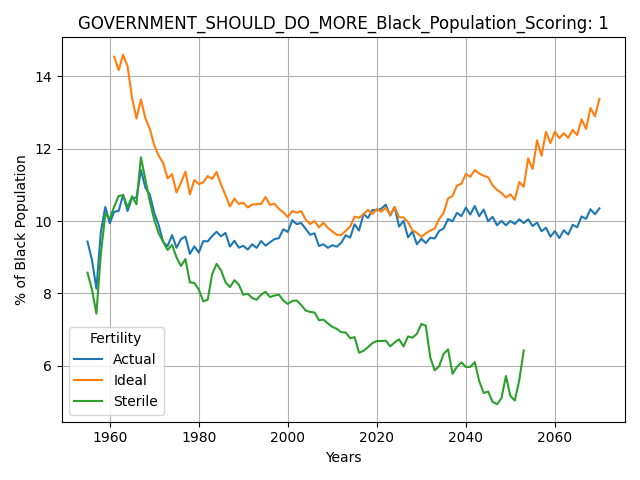 GOVERNMENT_SHOULD_DO_MORE_Black_Population_Scoring: 1
% of Black Population
14
12
10
8
6
Fertility
Actual
Ideal
Sterile
1960 1980 2000 2020 2040 2060
Years